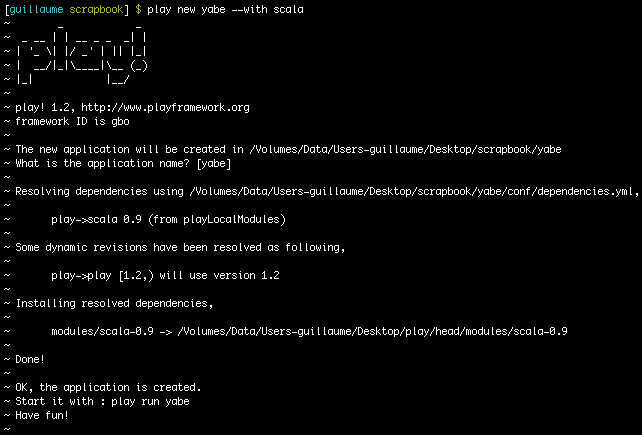 [guillaume scrapbook] $ play new yabe --with scala
~        _            _
~  _ __ | | __ _ _  _| |
~ | '_ \| |/ _' | || |_|
~ |  __/|_|\____|\__ (_)
~ |_|            |__/
~
~ play! 1.2, http://www.playframework.org
~ framework ID is gbo
~
~ The new application will be created in /Volumes/Data/Users-guillaume/Desktop/scrapbook/yabe
~ What is the application name? [yabe]
~
~ Resolving dependencies using /Volumes/Data/Users-guillaume/Desktop/scrapbook/yabe/conf/dependencies.yml,
~
~       play->scala 0.9 (from playLocalModules)
~
~ Some dynamic revisions have been resolved as following,
~
~       play->play [1.2,) will use version 1.2
~
~ Installing resolved dependencies,
~
~       modules/scala-0.9 -> /Volumes/Data/Users-guillaume/Desktop/play/head/modules/scala-0.9
~
~ Done!
~
~ OK, the application is created.
~ Start it with : play run yabe
~ Have fun!
~